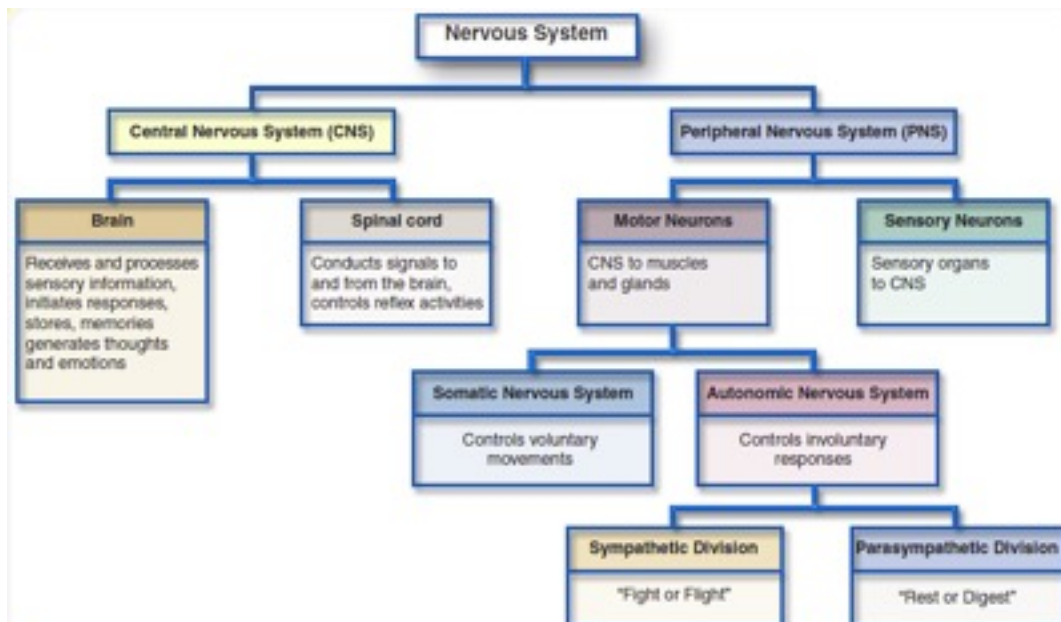 Nervous System
Central Nervous System (CNS)
Peripheral Nervous System (PNS)
Brain
Receives and processes
sensory information,
initiates responses,
stores, memories
generates thoughts
and emotions
Spinal cord
Conducts signals to
and from the brain,
controls reflex activities
Motor Neurons
CNS to muscles
and glands
Sensory Neurons
Sensory organs
to CNS
Somatic Nervous System
Controls voluntary
movements
Autonomic Nervous System
Controls involuntary
responses
Sympathetic Division
"Fight or Flight"
Parasympathetic Division
"Rest or Digest"